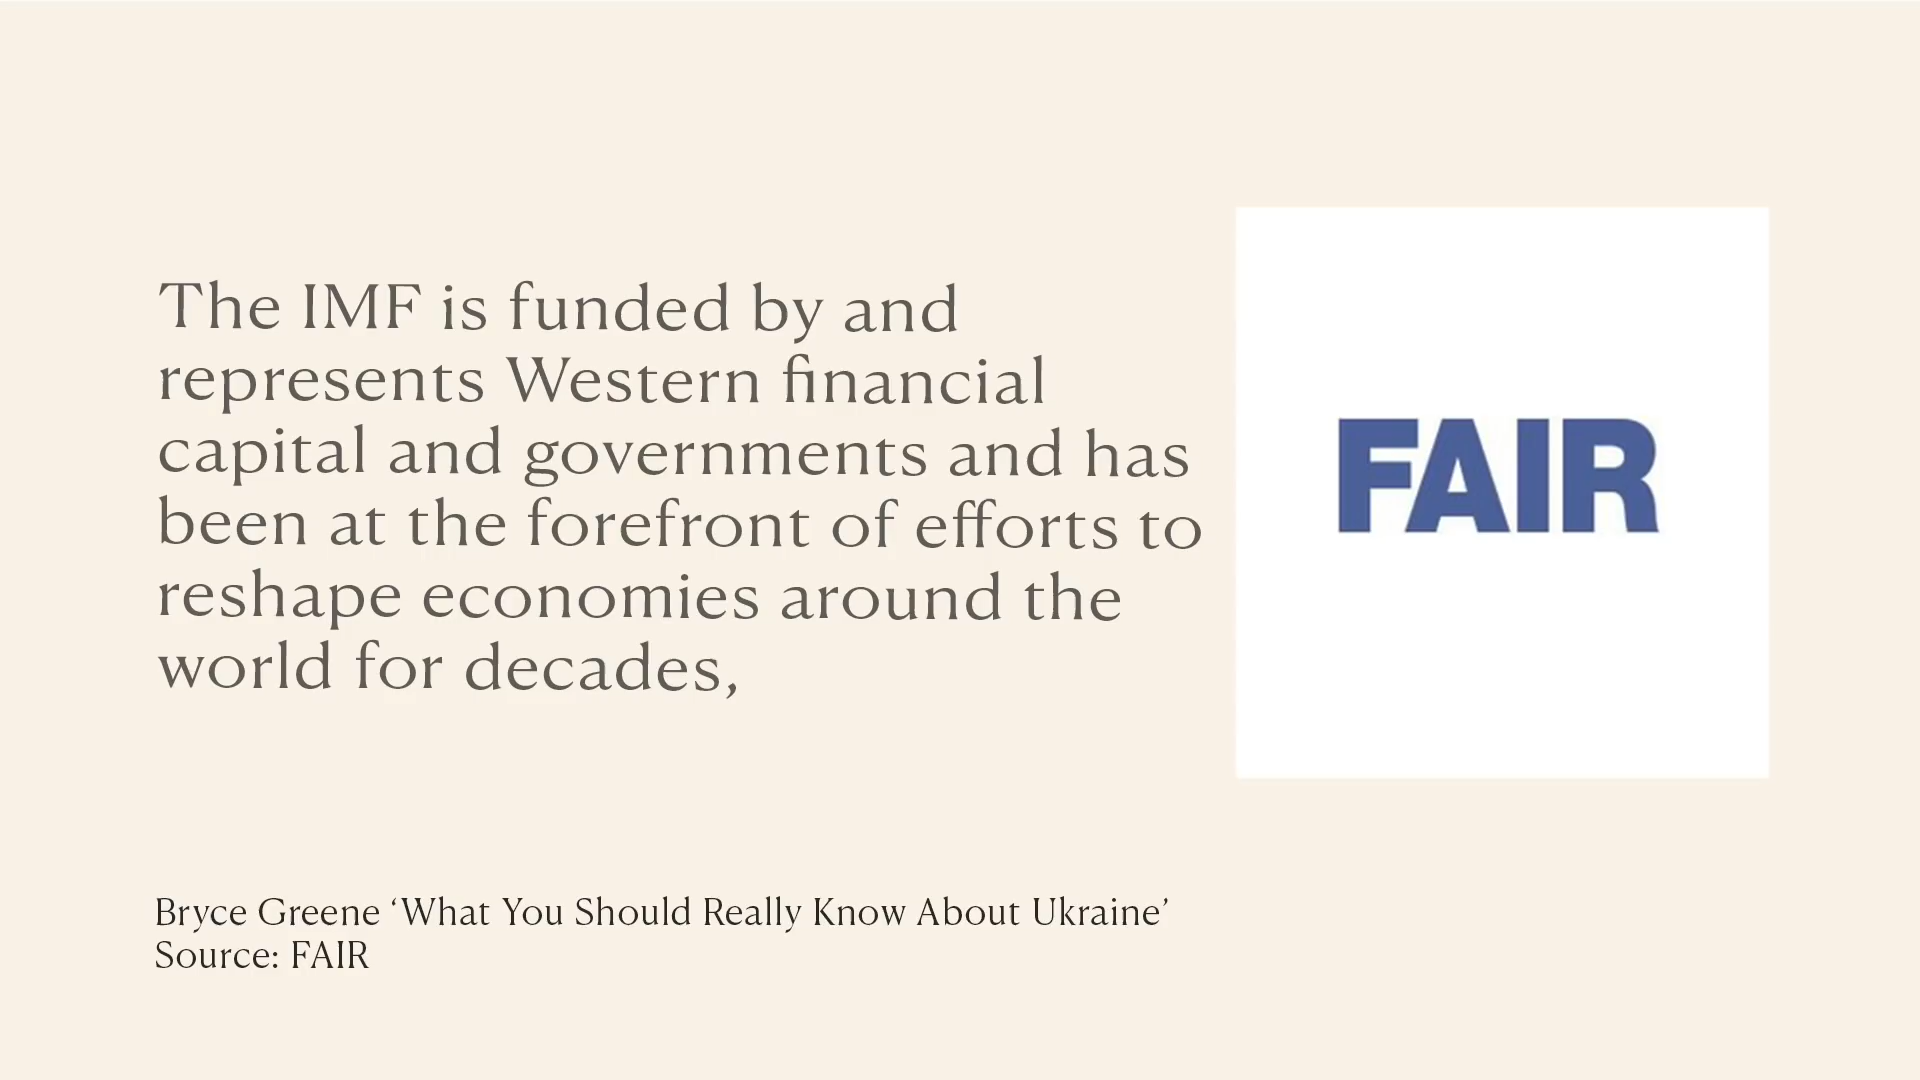 The IMF is funded by and
represents Western financial
capital and governments and has
been at the forefront of efforts to
reshape economies around the
world for decades,
FAIR
Bryce Greene ‘What You Should Really Know About Ukraine’
Source: FAIR